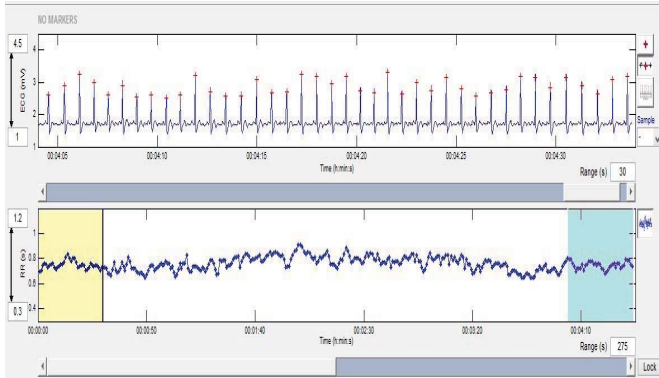 NO MARKERS
4.5
4
3
2
1
1
ECG (mV)
00:04:05 00:04:10 00:04:15 00:04:20 00:04:25 00:04:30
Time (h:min:s)
Sample
-
Range (s) 30
1.2
1
0.8
0.6
0.4
0.3
RR (s)
00:00:00 00:00:50 00:01:40 00:02:30 00:03:20 00:04:10
Time (h:min:s)
Range (s) 275
Lock